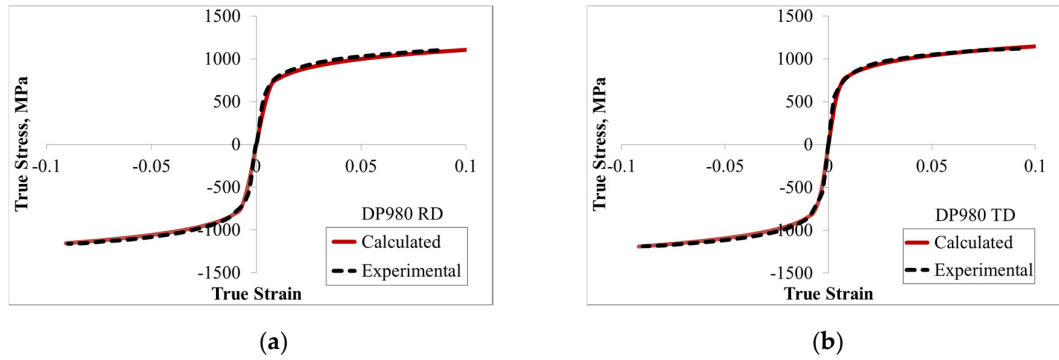 1500
1000
500
0
-500
-1000
-1500
-0.1
-0.05
0
0.05
0.1
True Stress, MPa
True Strain
DP980 RD
Calculated
Experimental
(a)
1500
1000
500
0
-500
-1000
-1500
-0.1
-0.05
0
0.05
0.1
True Stress, MPa
True Strain
DP980 TD
Calculated
Experimental
(b)